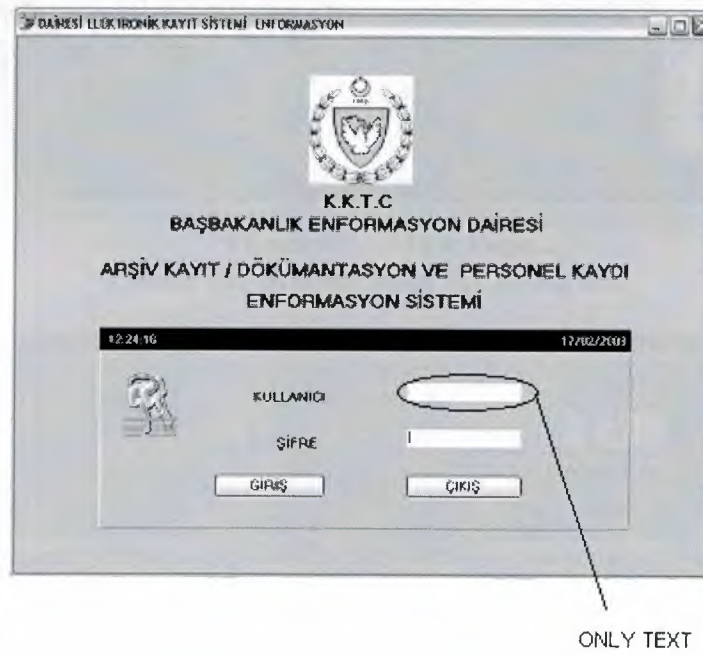 DAİRESİ ELEKTRONİK KAYIT SİSTEMİ ENFORMASYON
K.K.T.C
BAŞBAKANLIK ENFORMASYON DAİRESİ
ARŞİV KAYIT / DÖKÜMANTASYON VE PERSONEL KAYDI
ENFORMASYON SİSTEMİ
12:24:16 17/02/2003
KULLANICI
ŞİFRE
GİRİŞ ÇIKIŞ
ONLY TEXT